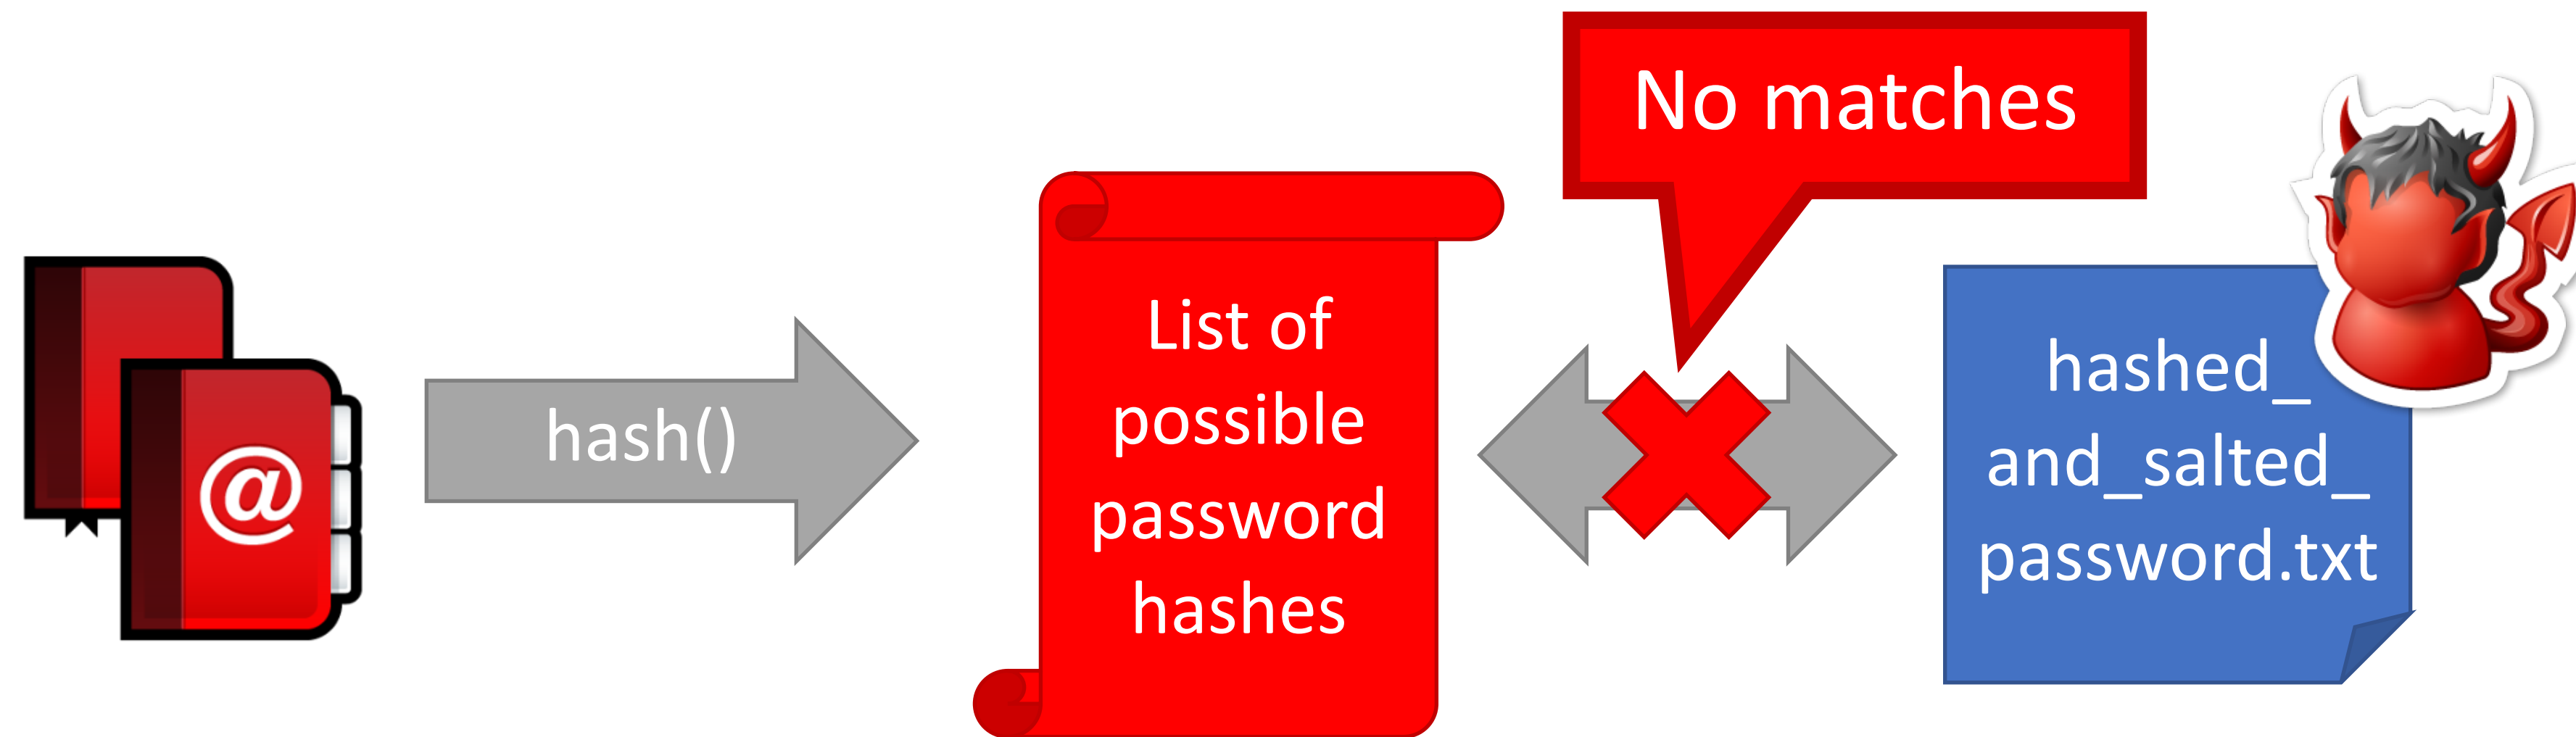 @
hash()
List of
possible
password
hashes
No matches
hashed_
and_salted_
password.txt